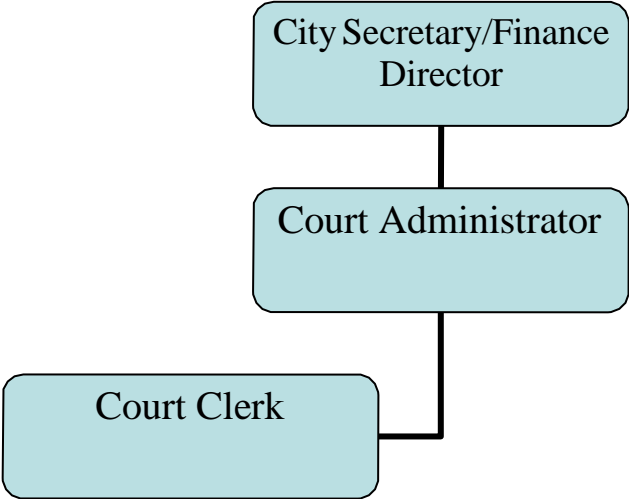 City Secretary/Finance
Director
Court Administrator
Court Clerk